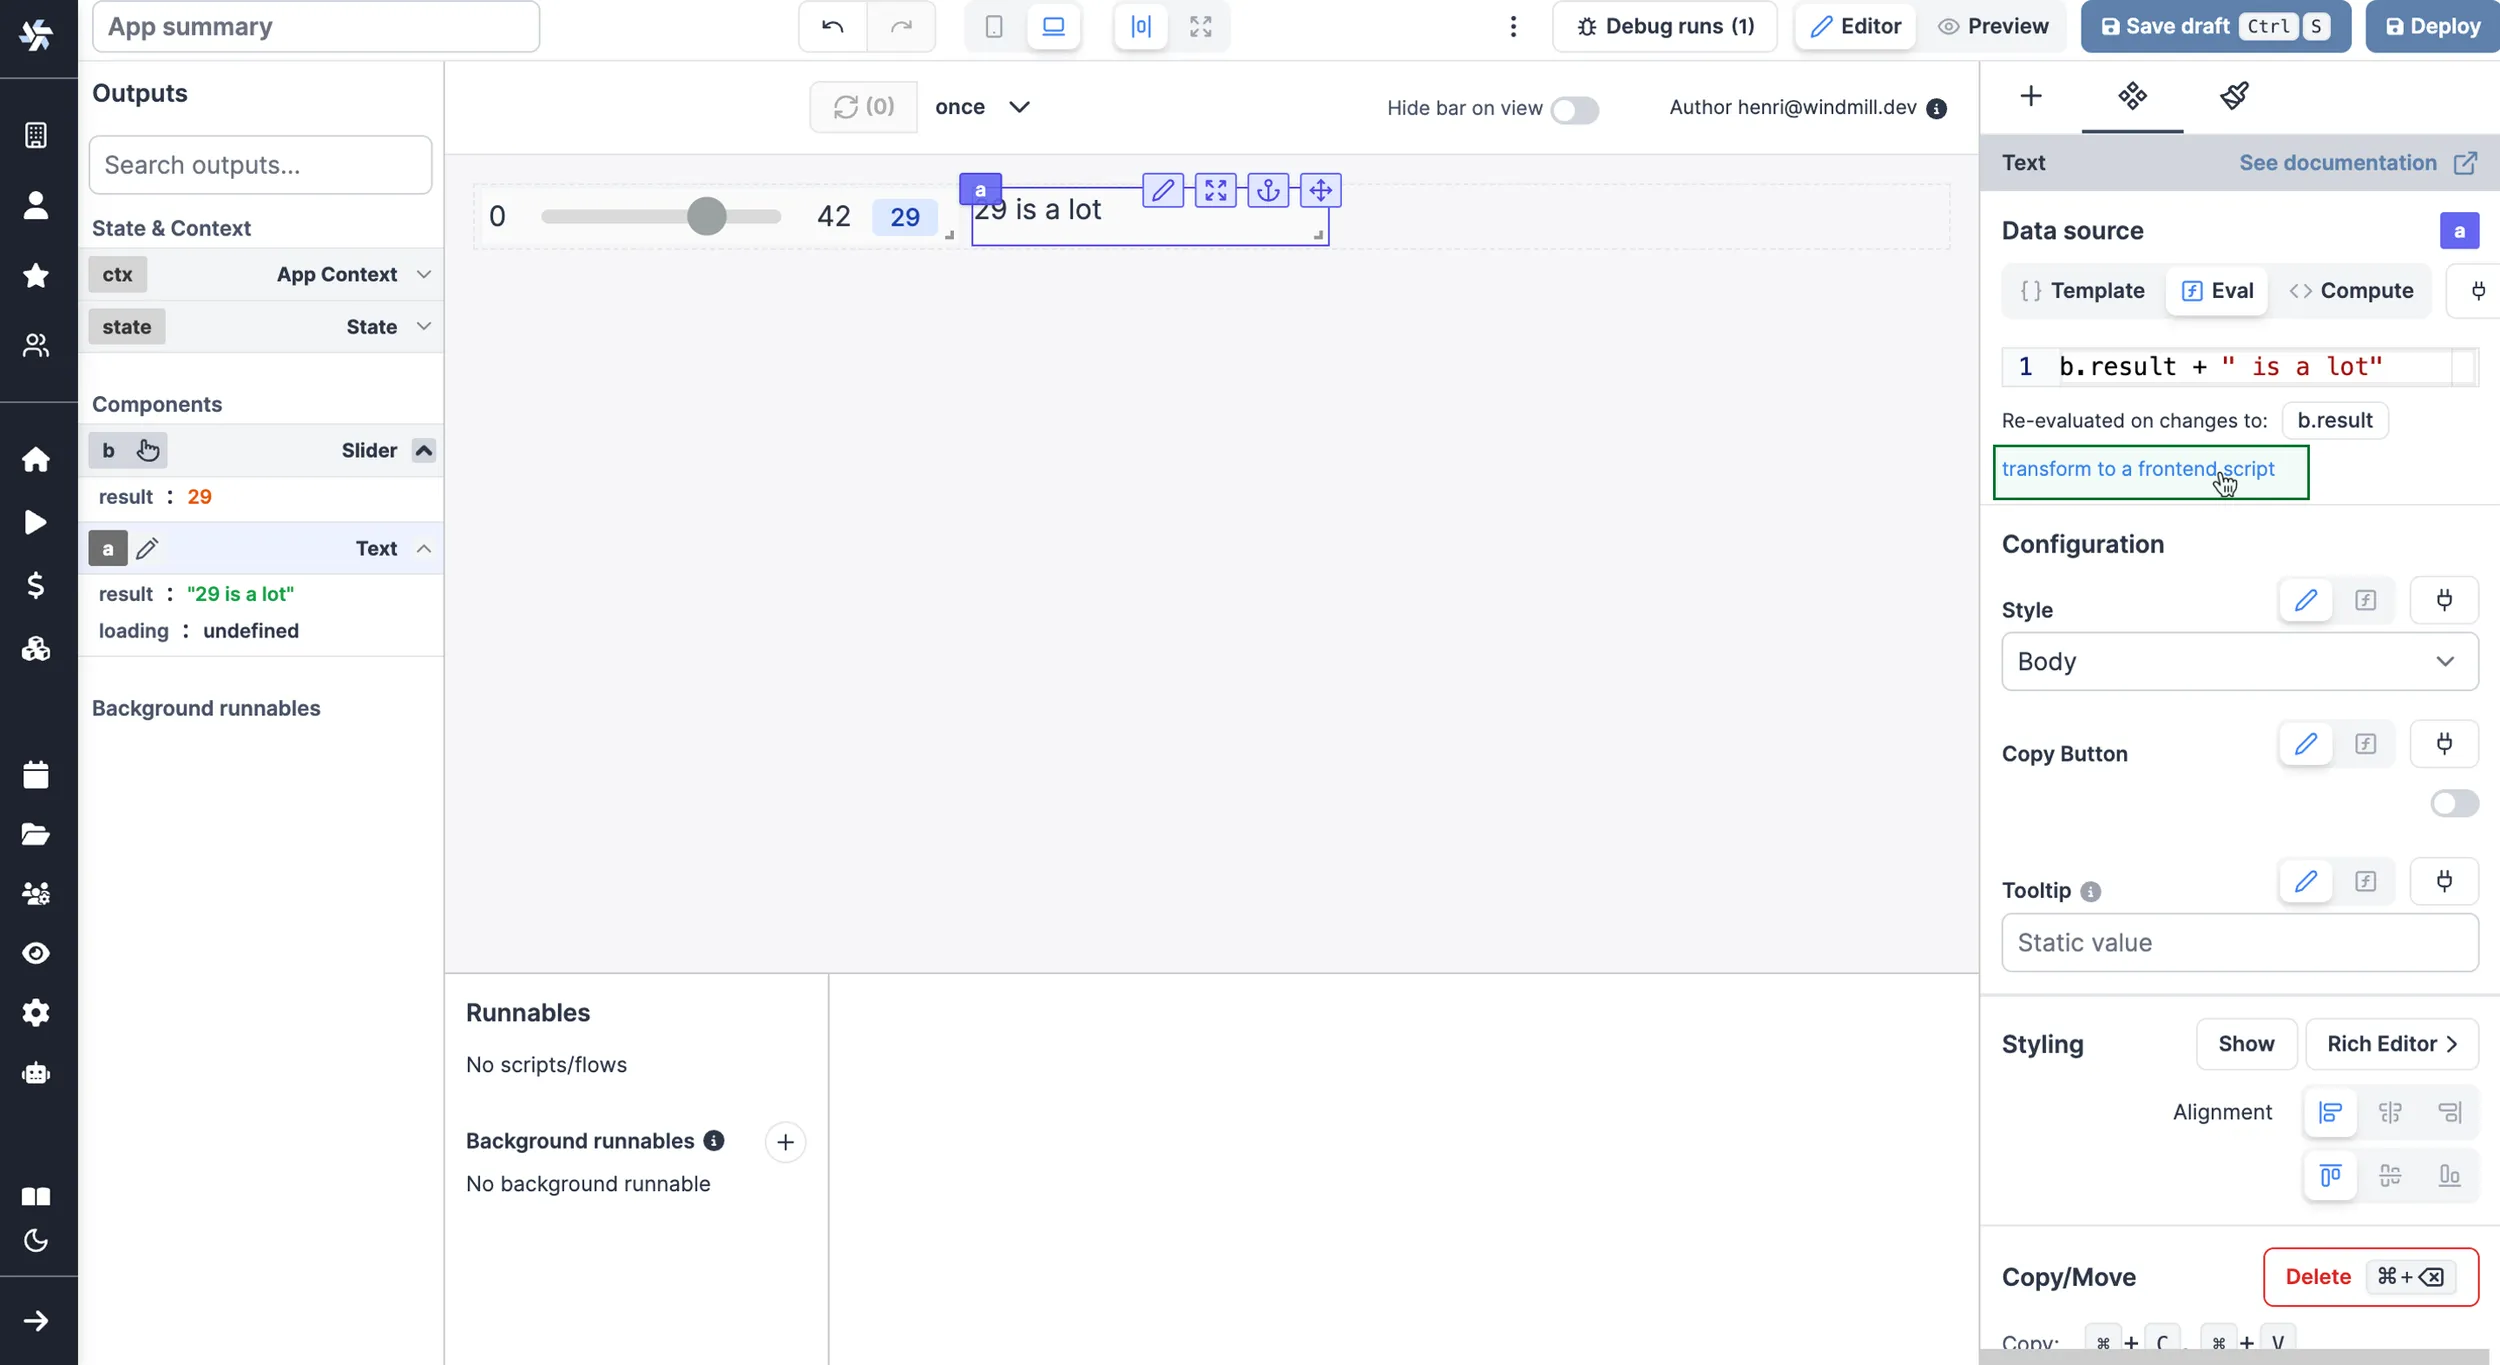 App summary
Debug runs (1)
Editor
Preview
Save draft Ctrl S
Deploy
Outputs
Search outputs...
State & Context
ctx App Context
state State
Components
b Slider
result : 29
a Text
result : "29 is a lot"
loading : undefined
Background runnables
(0) once
Hide bar on view
Author henri@windmill.dev
0 42 29
a
29 is a lot
Runnables
No scripts/flows
Background runnables
No background runnable
Text See documentation
Data source a
Template Eval Compute
1 b.result + " is a lot"
Re-evaluated on changes to: b.result
transform to a frontend script
Configuration
Style
Body
Copy Button
Tooltip
Static value
Styling Show Rich Editor
Alignment
Copy/Move Delete ⌘+⌫
Copy: ⌘ + C , ⌘ + V